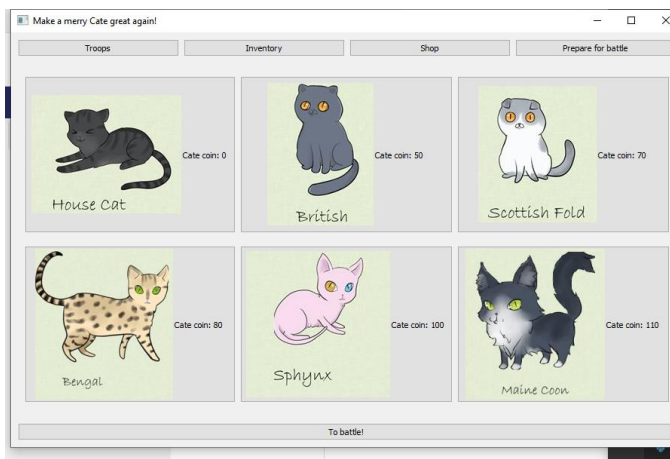 Make a merry Cate great again!
Troops
Inventory
Shop
Prepare for battle
House Cat
Cate coin: 0
British
Cate coin: 50
Scottish Fold
Cate coin: 70
Bengal
Cate coin: 80
Sphynx
Cate coin: 100
Maine Coon
Cate coin: 110
To battle!